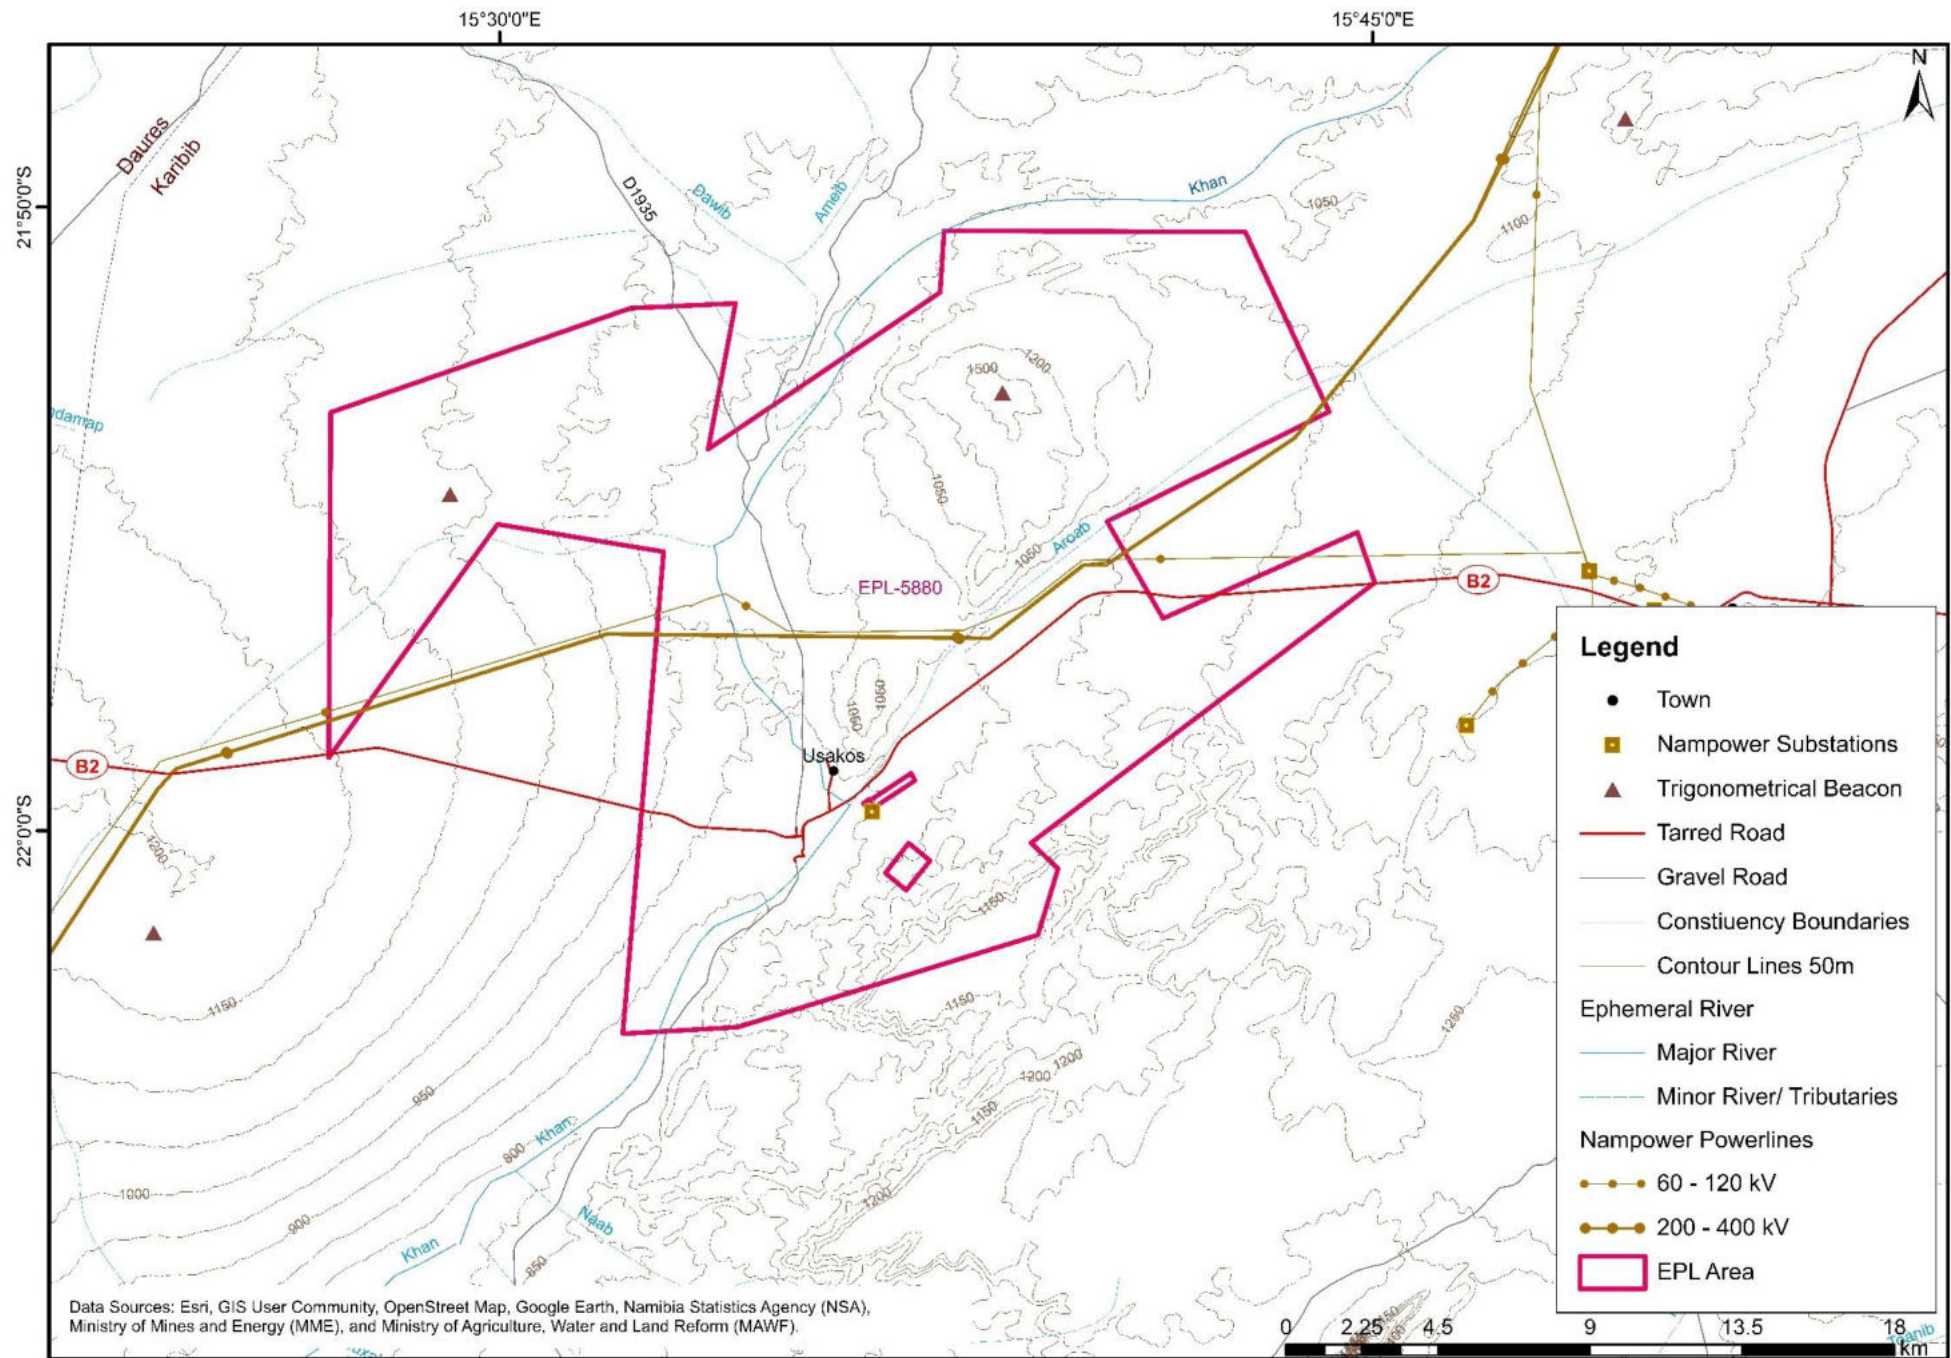 15°30'0"E
15°45'0"E
N
Daures
Karibib
21°50'0"S
D1935
Dawib
Ameib
Khan
1050
1100
1500
1200
1050
Aroab
1050
EPL-5880
B2
B2
1050
1050
Usakos
22°0'0"S
1200
1150
1150
1150
1250
1200
1200
1150
950
Khan
800
1000
1200
900
Naab
Khan
850
Legend
Town
Nampower Substations
Trigonometrical Beacon
Tarred Road
Gravel Road
Constiuency Boundaries
Contour Lines 50m
Ephemeral River
Major River
Minor River/ Tributaries
Nampower Powerlines
60 - 120 kV
200 - 400 kV
EPL Area
Data Sources: Esri, GIS User Community, OpenStreet Map, Google Earth, Namibia Statistics Agency (NSA),
Ministry of Mines and Energy (MME), and Ministry of Agriculture, Water and Land Reform (MAWF).
0 2.25 4.5 9 13.5 18
km